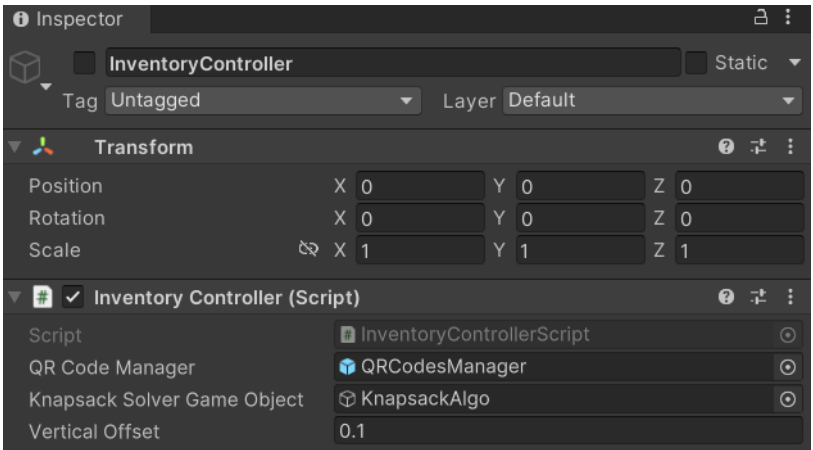 Inspector
InventoryController Static
Tag Untagged Layer Default
Transform
Position X 0 Y 0 Z 0
Rotation X 0 Y 0 Z 0
Scale X 1 Y 1 Z 1
# Inventory Controller (Script)
Script # InventoryControllerScript
QR Code Manager QRCodesManager
Knapsack Solver Game Object KnapsackAlgo
Vertical Offset 0.1